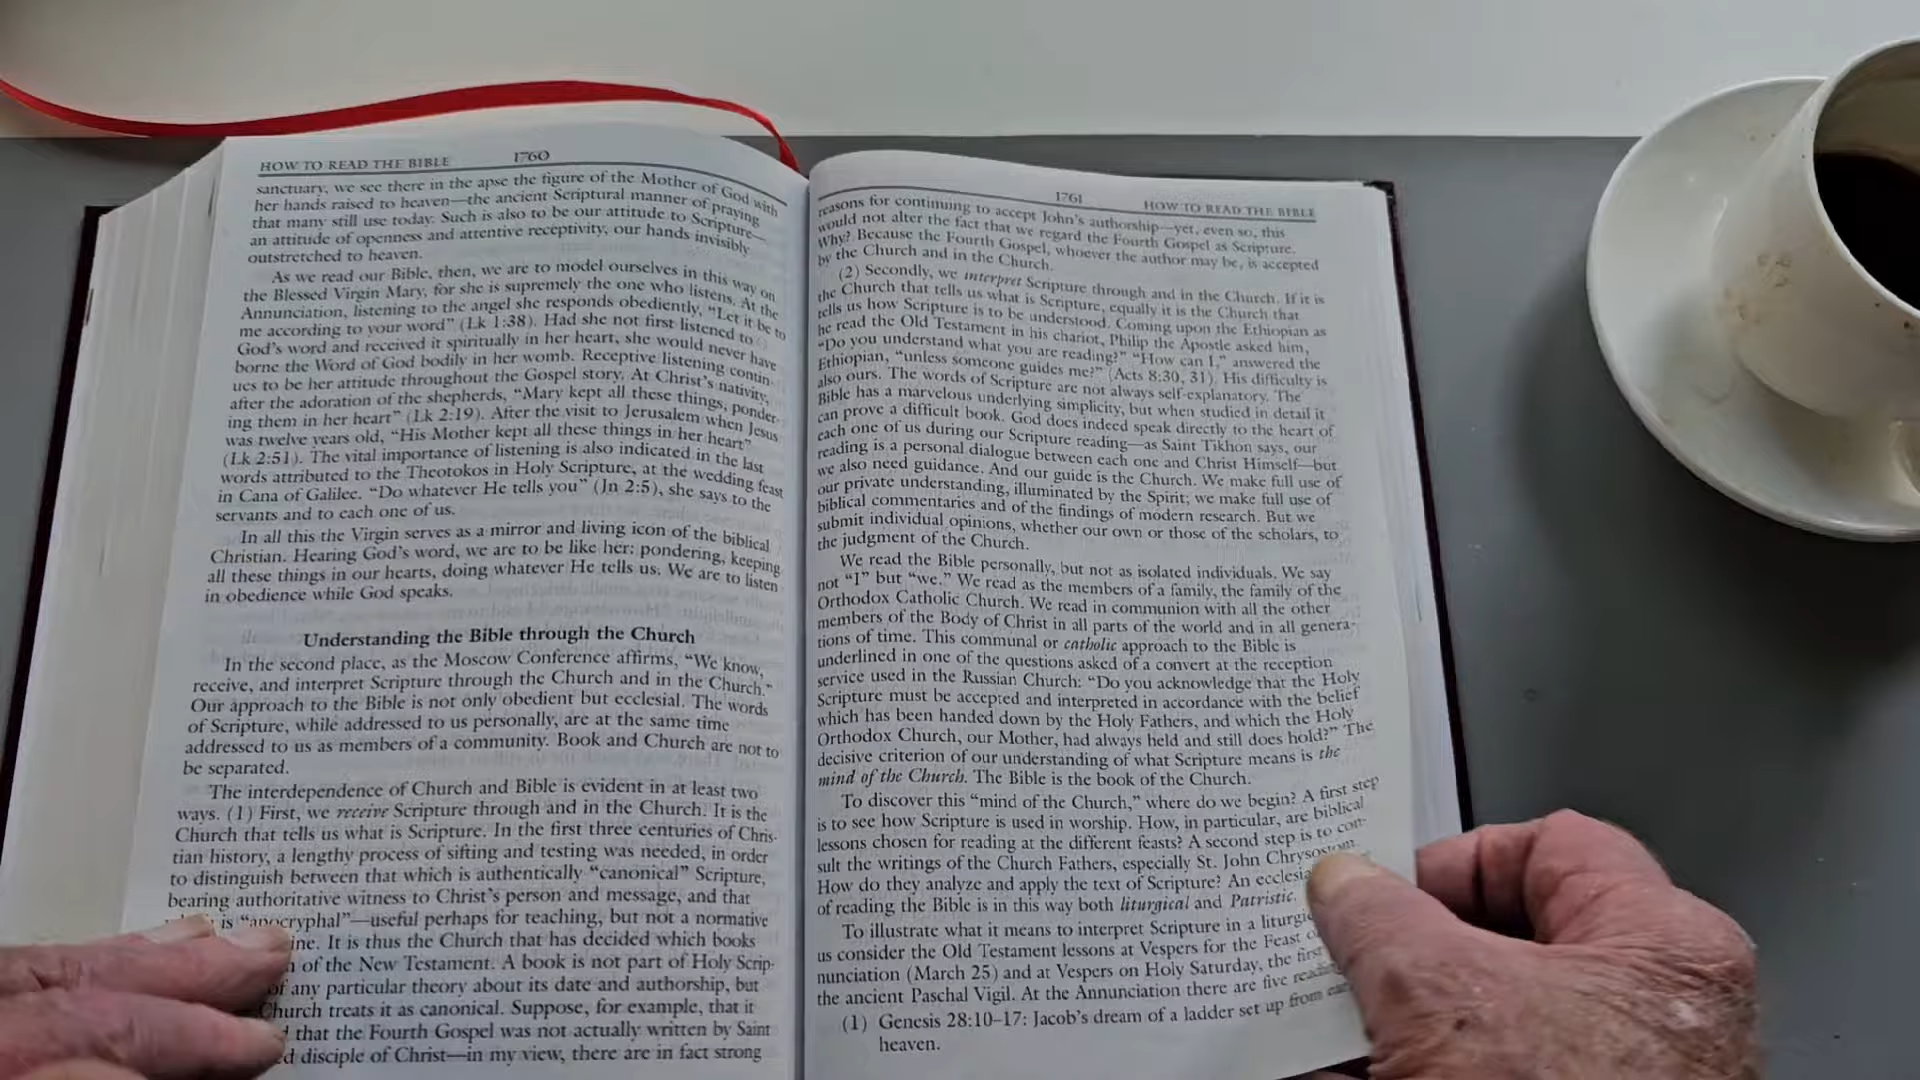 HOW TO READ THE BIBLE 1760
sanctuary, we see there in the apse the figure of the Mother of God with
her hands raised to heaven—the ancient Scriptural manner of praying
that many still use today. Such is also to be our attitude to Scripture—
an attitude of openness and attentive receptivity, our hands invisibly
outstretched to heaven.
As we read our Bible, then, we are to model ourselves in this way on
the Blessed Virgin Mary, for she is supremely the one who listens. At the
Annunciation, listening to the angel she responds obediently, “Let it be to
me according to your word” (Lk 1:38). Had she not first listened to
God’s word and received it spiritually in her heart, she would never have
borne the Word of God bodily in her womb. Receptive listening contin-
ues to be her attitude throughout the Gospel story. At Christ’s nativity,
after the adoration of the shepherds, “Mary kept all these things, ponder-
ing them in her heart” (Lk 2:19). After the visit to Jerusalem when Jesus
was twelve years old, “His Mother kept all these things in her heart”
(Lk 2:51). The vital importance of listening is also indicated in the last
words attributed to the Theotokos in Holy Scripture, at the wedding feast
in Cana of Galilee. “Do whatever He tells you” (Jn 2:5), she says to the
servants and to each one of us.
In all this the Virgin serves as a mirror and living icon of the biblical
Christian. Hearing God’s word, we are to be like her: pondering, keeping
all these things in our hearts, doing whatever He tells us. We are to listen
in obedience while God speaks.
Understanding the Bible through the Church
In the second place, as the Moscow Conference affirms, “We know,
receive, and interpret Scripture through the Church and in the Church.”
Our approach to the Bible is not only obedient but ecclesial. The words
of Scripture, while addressed to us personally, are at the same time
addressed to us as members of a community. Book and Church are not to
be separated.
The interdependence of Church and Bible is evident in at least two
ways. (1) First, we receive Scripture through and in the Church. It is the
Church that tells us what is Scripture. In the first three centuries of Chris-
tian history, a lengthy process of sifting and testing was needed, in order
to distinguish between that which is authentically “canonical” Scripture,
bearing authoritative witness to Christ’s person and message, and that
is “apocryphal”—useful perhaps for teaching, but not a normative
ine. It is thus the Church that has decided which books
of the New Testament. A book is not part of Holy Scrip-
of any particular theory about its date and authorship, but
Church treats it as canonical. Suppose, for example, that it
that the Fourth Gospel was not actually written by Saint
ed disciple of Christ—in my view, there are in fact strong
1761 HOW TO READ THE BIBLE
reasons for continuing to accept John’s authorship—yet, even so, this
would not alter the fact that we regard the Fourth Gospel as Scripture.
Why? Because the Fourth Gospel, whoever the author may be, is accepted
by the Church and in the Church.
(2) Secondly, we interpret Scripture through and in the Church. If it is
the Church that tells us what is Scripture, equally it is the Church that
tells us how Scripture is to be understood. Coming upon the Ethiopian as
he read the Old Testament in his chariot, Philip the Apostle asked him,
“Do you understand what you are reading?” “How can I,” answered the
Ethiopian, “unless someone guides me?” (Acts 8:30, 31). His difficulty is
also ours. The words of Scripture are not always self-explanatory. The
Bible has a marvelous underlying simplicity, but when studied in detail it
can prove a difficult book. God does indeed speak directly to the heart of
each one of us during our Scripture reading—as Saint Tikhon says, our
reading is a personal dialogue between each one and Christ Himself—but
we also need guidance. And our guide is the Church. We make full use of
our private understanding, illuminated by the Spirit; we make full use of
biblical commentaries and of the findings of modern research. But we
submit individual opinions, whether our own or those of the scholars, to
the judgment of the Church.
We read the Bible personally, but not as isolated individuals. We say
not “I” but “we.” We read as the members of a family, the family of the
Orthodox Catholic Church. We read in communion with all the other
members of the Body of Christ in all parts of the world and in all genera-
tions of time. This communal or catholic approach to the Bible is
underlined in one of the questions asked of a convert at the reception
service used in the Russian Church: “Do you acknowledge that the Holy
Scripture must be accepted and interpreted in accordance with the belief
which has been handed down by the Holy Fathers, and which the Holy
Orthodox Church, our Mother, had always held and still does hold?” The
decisive criterion of our understanding of what Scripture means is the
mind of the Church. The Bible is the book of the Church.
To discover this “mind of the Church,” where do we begin? A first step
is to see how Scripture is used in worship. How, in particular, are biblical
lessons chosen for reading at the different feasts? A second step is to con-
sult the writings of the Church Fathers, especially St. John Chrysostom.
How do they analyze and apply the text of Scripture? An ecclesia
of reading the Bible is in this way both liturgical and Patristic.
To illustrate what it means to interpret Scripture in a liturgic
us consider the Old Testament lessons at Vespers for the Feast o
nunciation (March 25) and at Vespers on Holy Saturday, the first
the ancient Paschal Vigil. At the Annunciation there are five reading
(1) Genesis 28:10–17: Jacob’s dream of a ladder set up from ear
heaven.